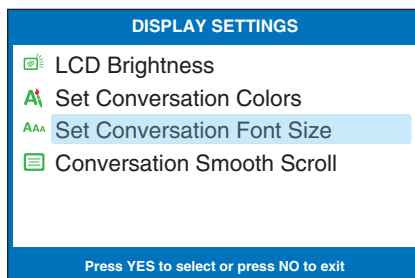 DISPLAY SETTINGS
LCD Brightness
A Set Conversation Colors
AAA Set Conversation Font Size
Conversation Smooth Scroll
Press YES to select or press NO to exit